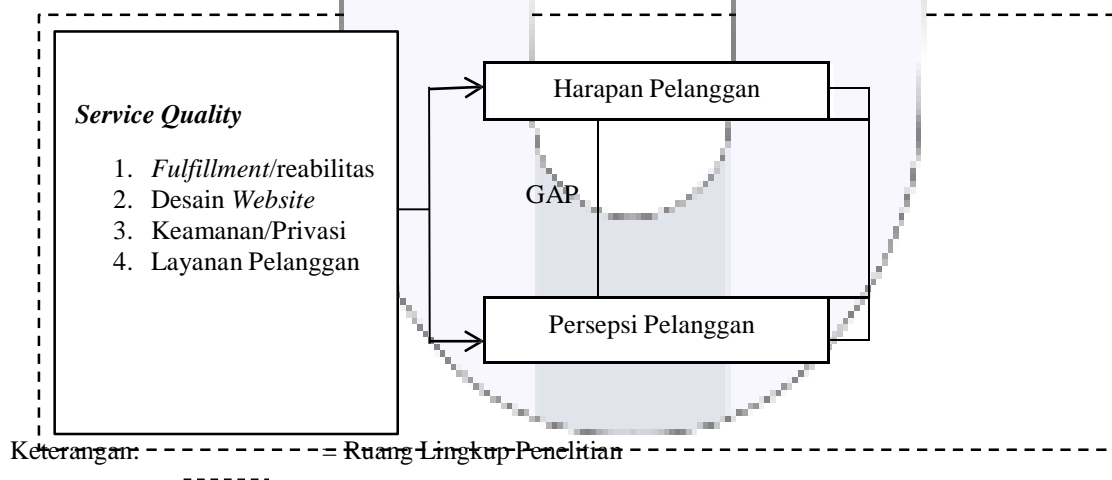 Service Quality
1. Fulfillment/reabilitas
2. Desain Website
3. Keamanan/Privasi
4. Layanan Pelanggan
Harapan Pelanggan
GAP
Persepsi Pelanggan
Keterangan: = Ruang Lingkup Penelitian